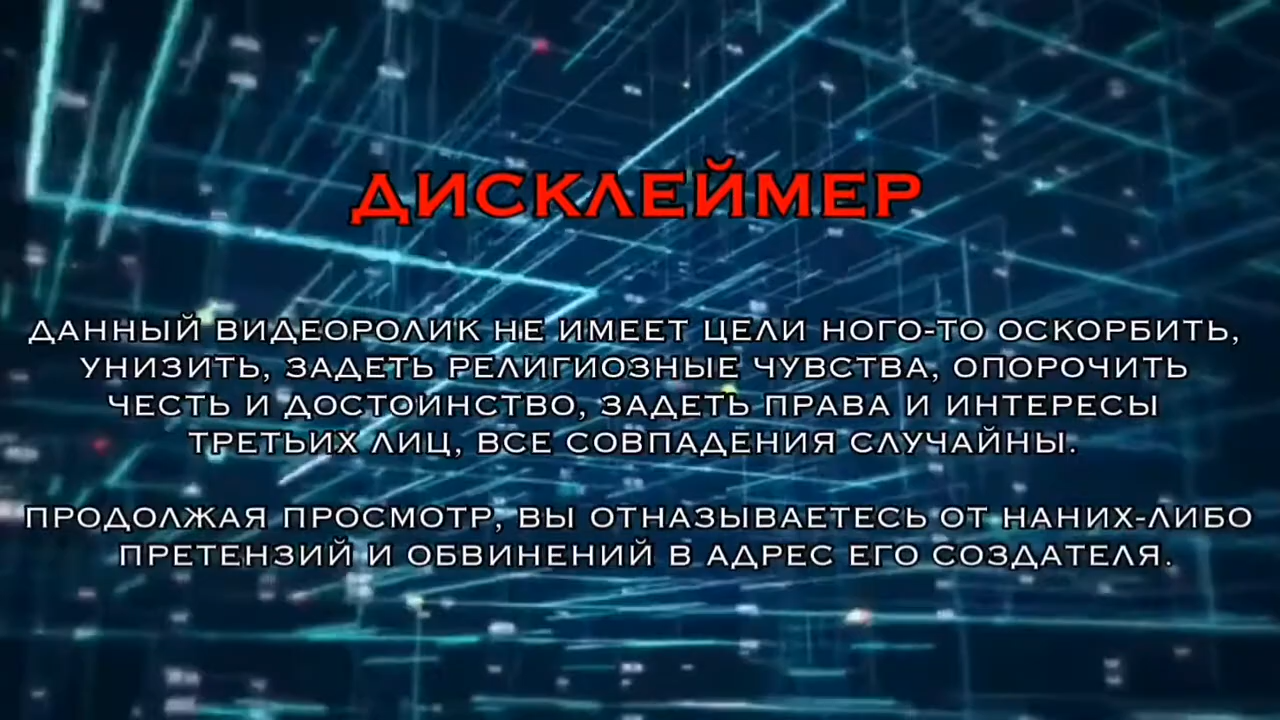 ДИСКЛЕЙМЕР
ДАННЫЙ ВИДЕОРОЛИК НЕ ИМЕЕТ ЦЕЛИ НОГО-ТО ОСКОРБИТЬ,
УНИЗИТЬ, ЗАДЕТЬ РЕЛИГИОЗНЫЕ ЧУВСТВА, ОПОРОЧИТЬ
ЧЕСТЬ И ДОСТОИНСТВО, ЗАДЕТЬ ПРАВА И ИНТЕРЕСЫ
ТРЕТЬИХ ЛИЦ, ВСЕ СОВПАДЕНИЯ СЛУЧАЙНЫ.
ПРОДОЛЖАЯ ПРОСМОТР, ВЫ ОТНАЗЫВАЕТЕСЬ ОТ НАНИХ-ЛИБО
ПРЕТЕНЗИЙ И ОБВИНЕНИЙ В АДРЕС ЕГО СОЗДАТЕЛЯ.